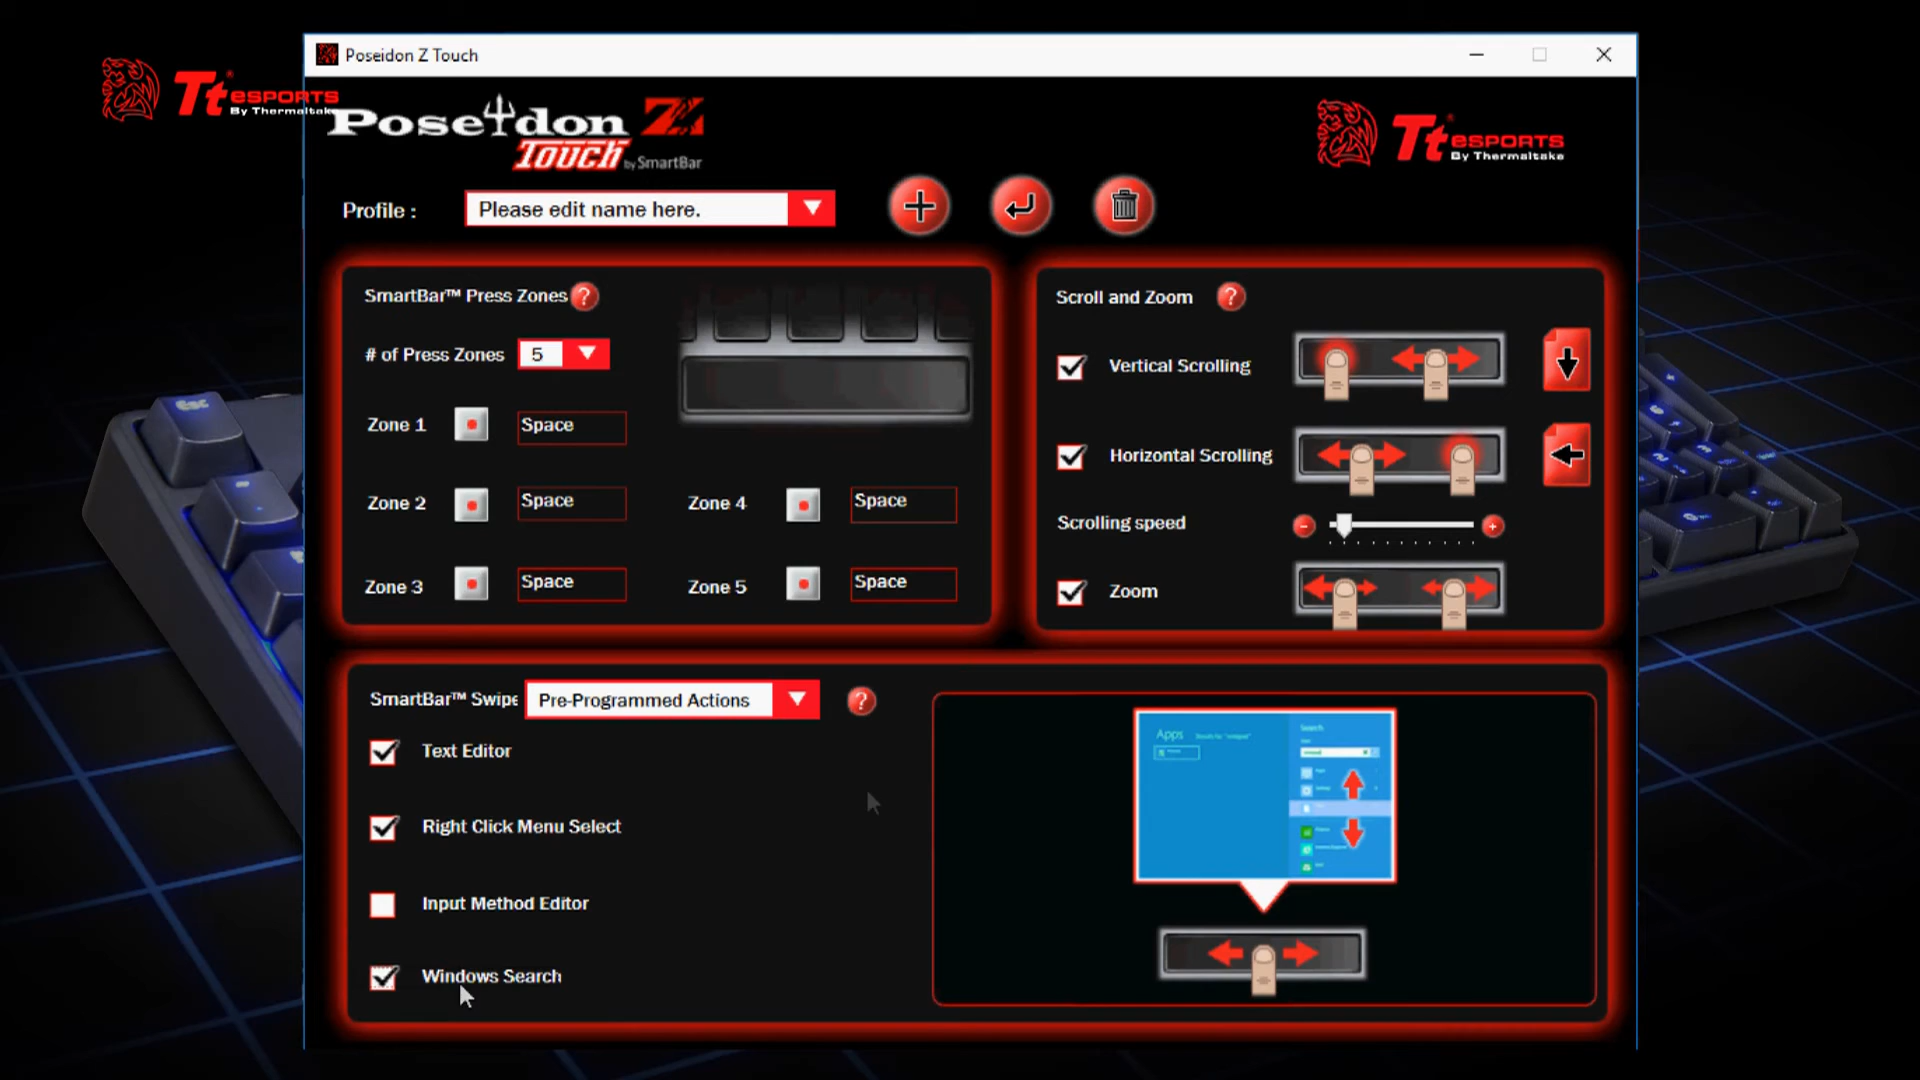 Poseidon Z Touch
Tt eSPORTS
By Thermaltake
Poseidon Z
Touch by SmartBar
Tt eSPORTS
By Thermaltake
Profile :
Please edit name here.
SmartBar™ Press Zones ?
# of Press Zones 5
Zone 1 Space
Zone 2 Space
Zone 4 Space
Zone 3 Space
Zone 5 Space
Scroll and Zoom ?
Vertical Scrolling
Horizontal Scrolling
Scrolling speed
Zoom
SmartBar™ Swipe Pre-Programmed Actions ?
Text Editor
Right Click Menu Select
Input Method Editor
Windows Search
Apps
Search
Esc